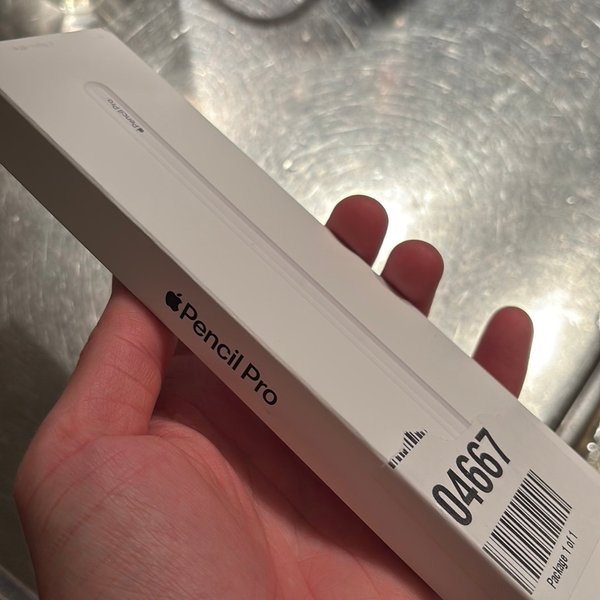 Pencil Pro
Pencil Pro
04667
Package 1 of 1